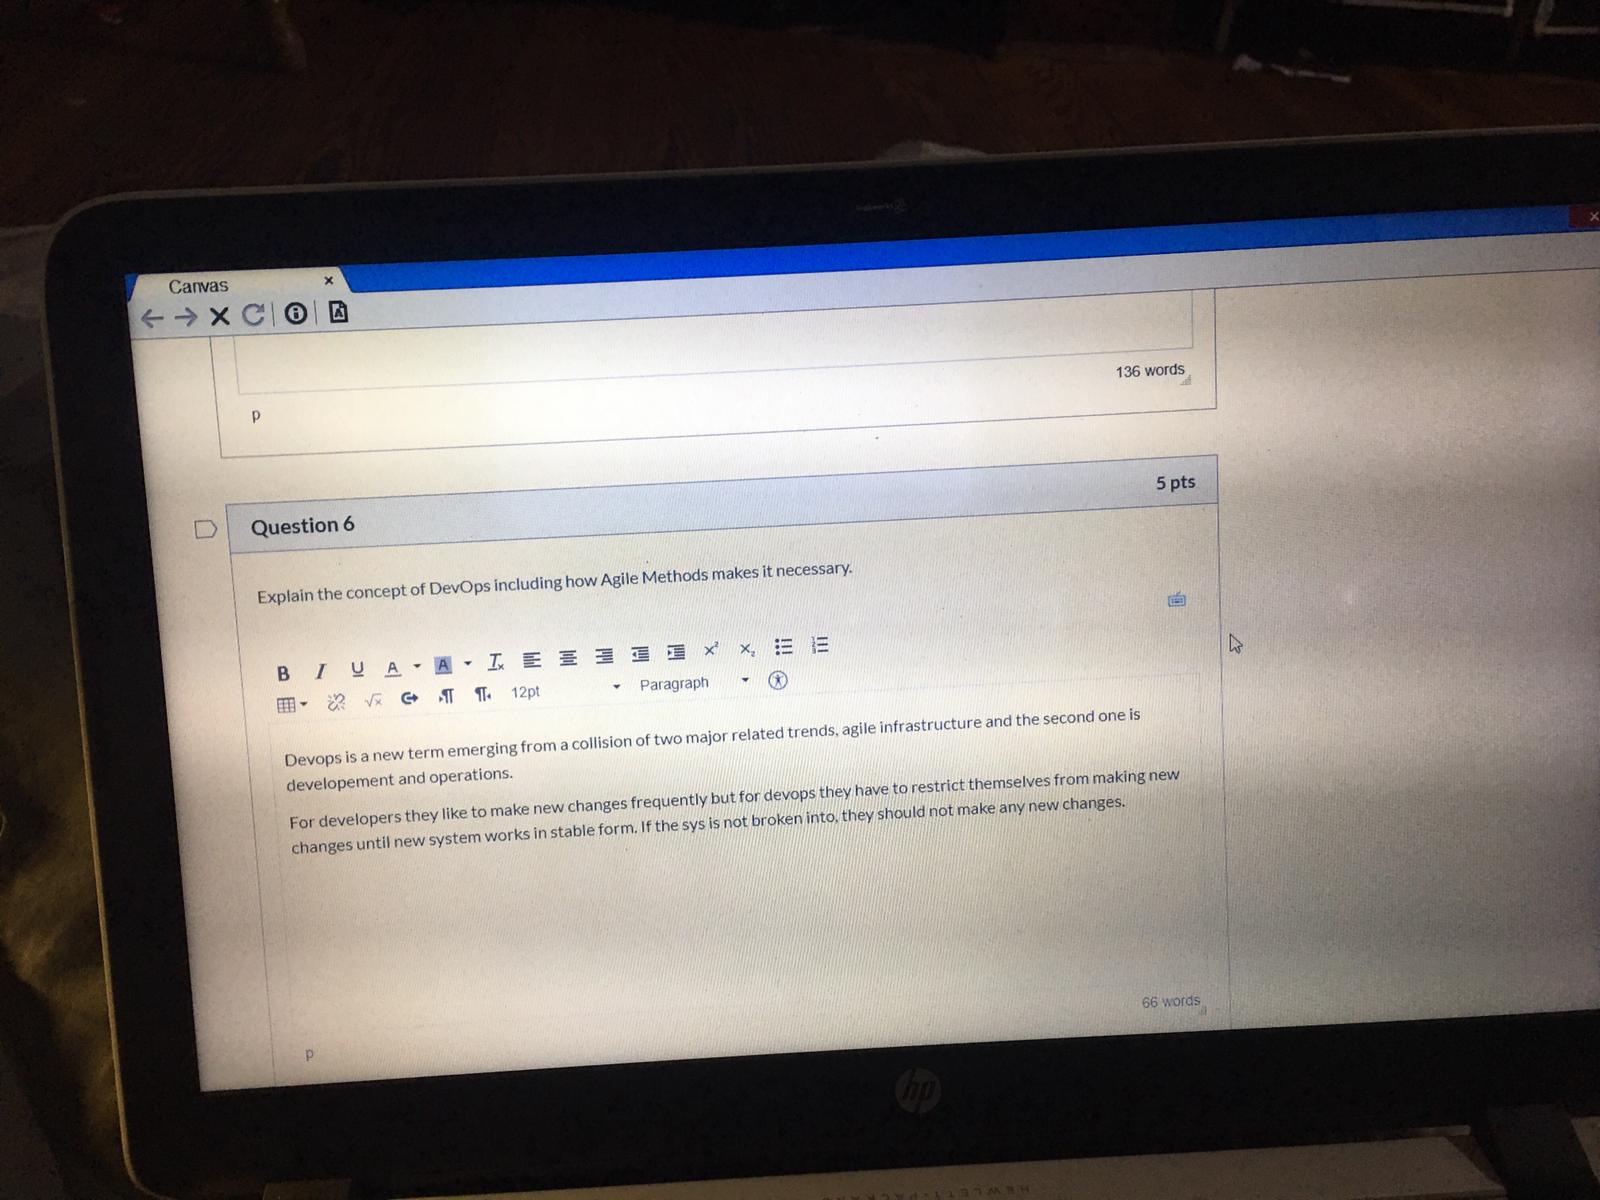 Canvas
136 words
p
Question 6
5 pts
Explain the concept of DevOps including how Agile Methods makes it necessary.
B I U A A
12pt
Paragraph
Devops is a new term emerging from a collision of two major related trends, agile infrastructure and the second one is
developement and operations.
For developers they like to make new changes frequently but for devops they have to restrict themselves from making new
changes until new system works in stable form. If the sys is not broken into, they should not make any new changes.
66 words
p
hp